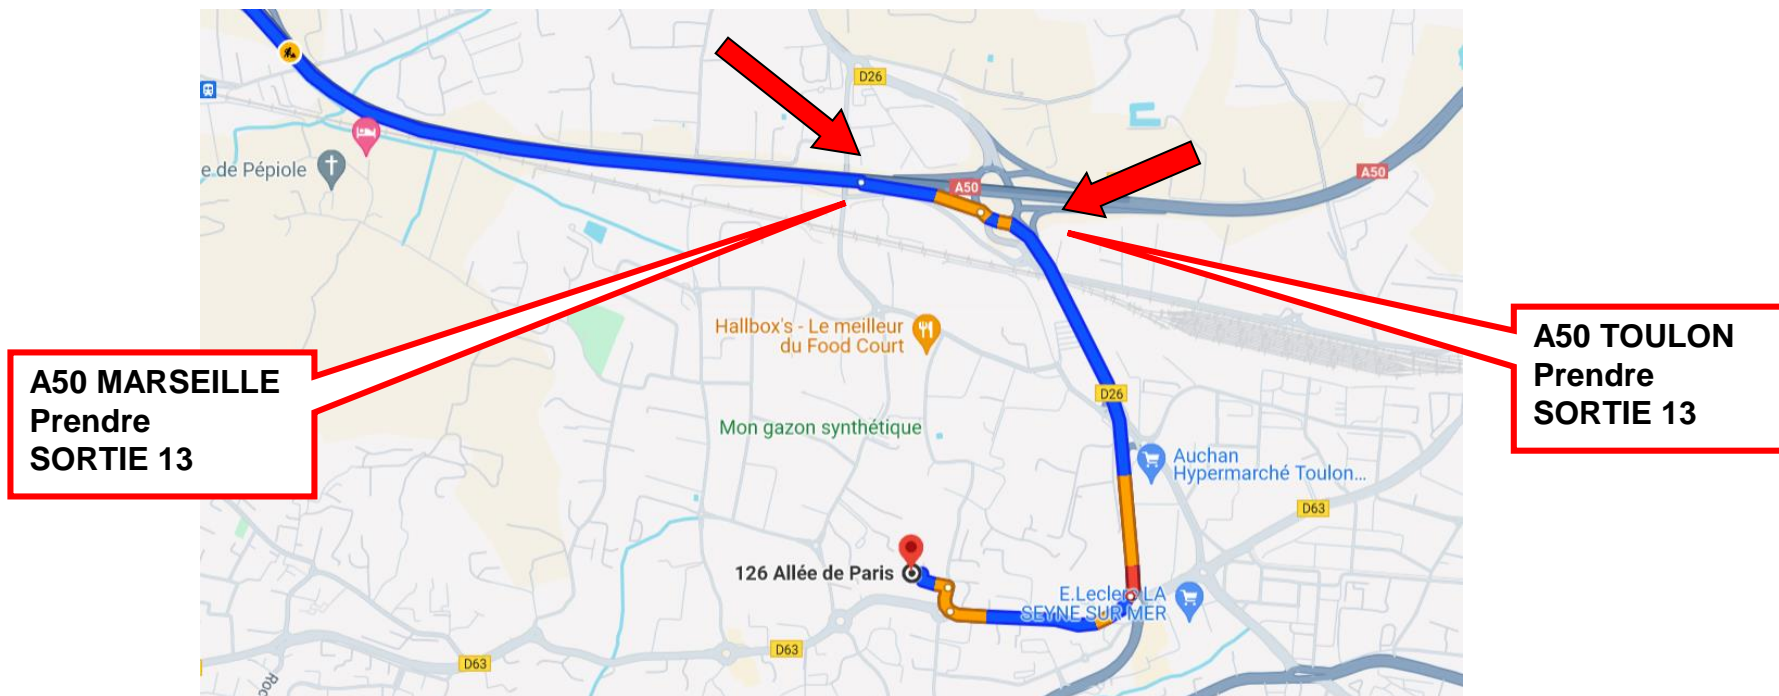 D26
e de Pépiole
A50
A50
Hallbox's - Le meilleur
du Food Court
A50 TOULON
Prendre
SORTIE 13
A50 MARSEILLE
Prendre
SORTIE 13
D26
Mon gazon synthétique
Auchan
Hypermarché Toulon...
D63
126 Allée de Paris
E.Leclerc LA
SEYNE SUR MER
D63
D63
Roc